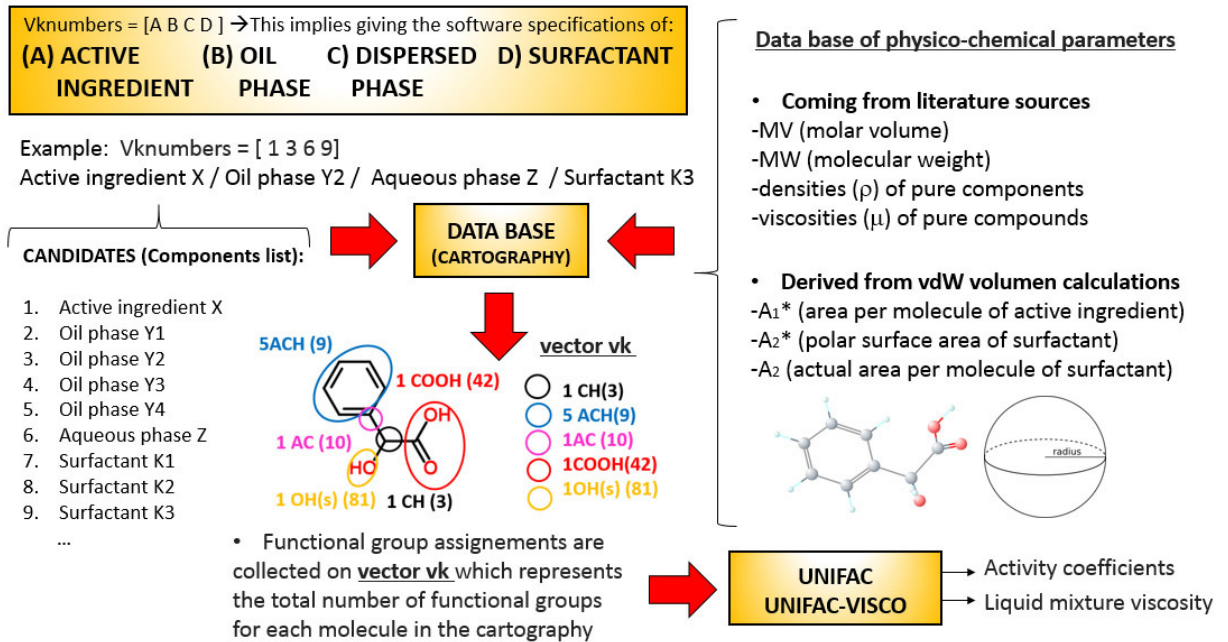 Vknumbers = [A B C D ] →This implies giving the software specifications of:
(A) ACTIVE INGREDIENT
(B) OIL PHASE
C) DISPERSED PHASE
D) SURFACTANT
Example: Vknumbers = [ 1 3 6 9]
Active ingredient X / Oil phase Y2 / Aqueous phase Z / Surfactant K3
CANDIDATES (Components list):
1. Active ingredient X
2. Oil phase Y1
3. Oil phase Y2
4. Oil phase Y3
5. Oil phase Y4
6. Aqueous phase Z
7. Surfactant K1
8. Surfactant K2
9. Surfactant K3
...
DATA BASE
(CARTOGRAPHY)
Data base of physico-chemical parameters
• Coming from literature sources
-MV (molar volume)
-MW (molecular weight)
-densities (ρ) of pure components
-viscosities (μ) of pure compounds
• Derived from vdW volumen calculations
-A1* (area per molecule of active ingredient)
-A2* (polar surface area of surfactant)
-A2 (actual area per molecule of surfactant)
radius
5ACH (9)
1 COOH (42)
OH
1 AC (10)
HO
O
1 OH(s) (81)
1 CH (3)
vector vk
1 CH(3)
5 ACH(9)
1AC (10)
1COOH(42)
1OH(s) (81)
• Functional group assignements are
collected on vector vk which represents
the total number of functional groups
for each molecule in the cartography
UNIFAC
UNIFAC-VISCO
Activity coefficients
Liquid mixture viscosity